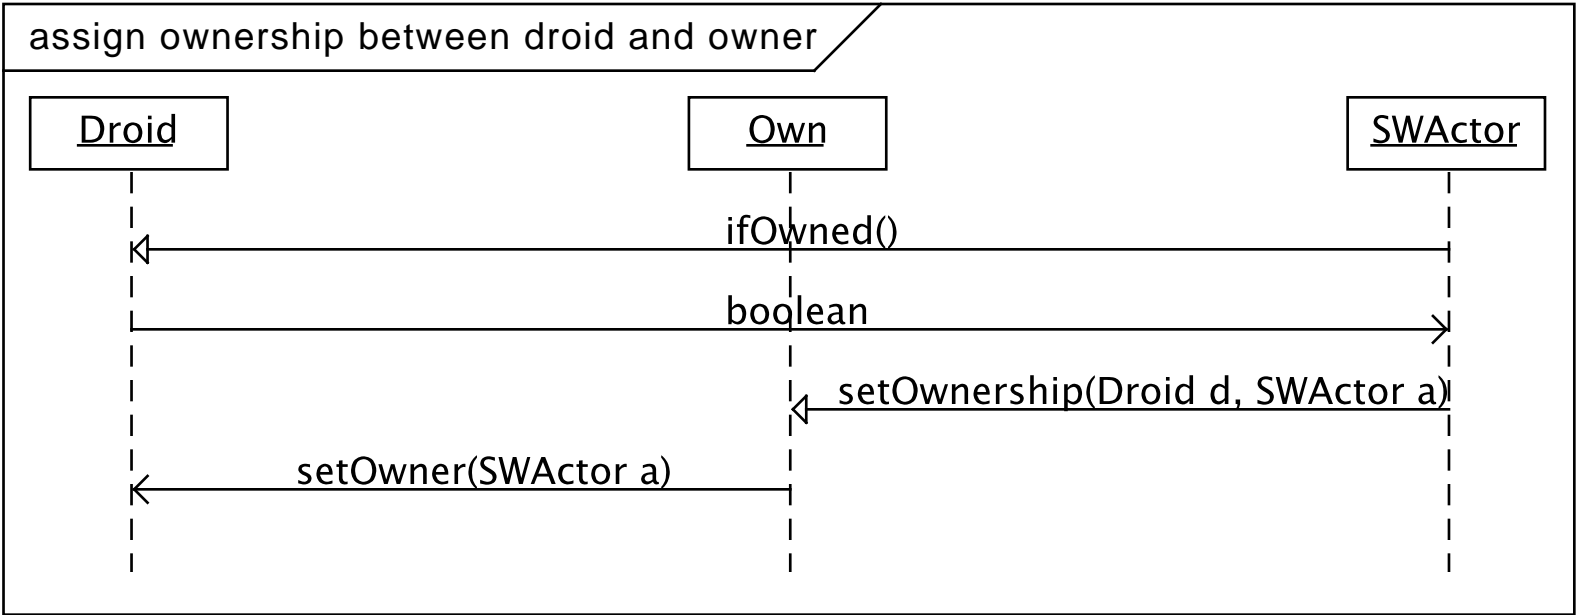 assign ownership between droid and owner
Droid
Own
SWActor
ifOwned()
boolean
setOwnership(Droid d, SWActor a)
setOwner(SWActor a)